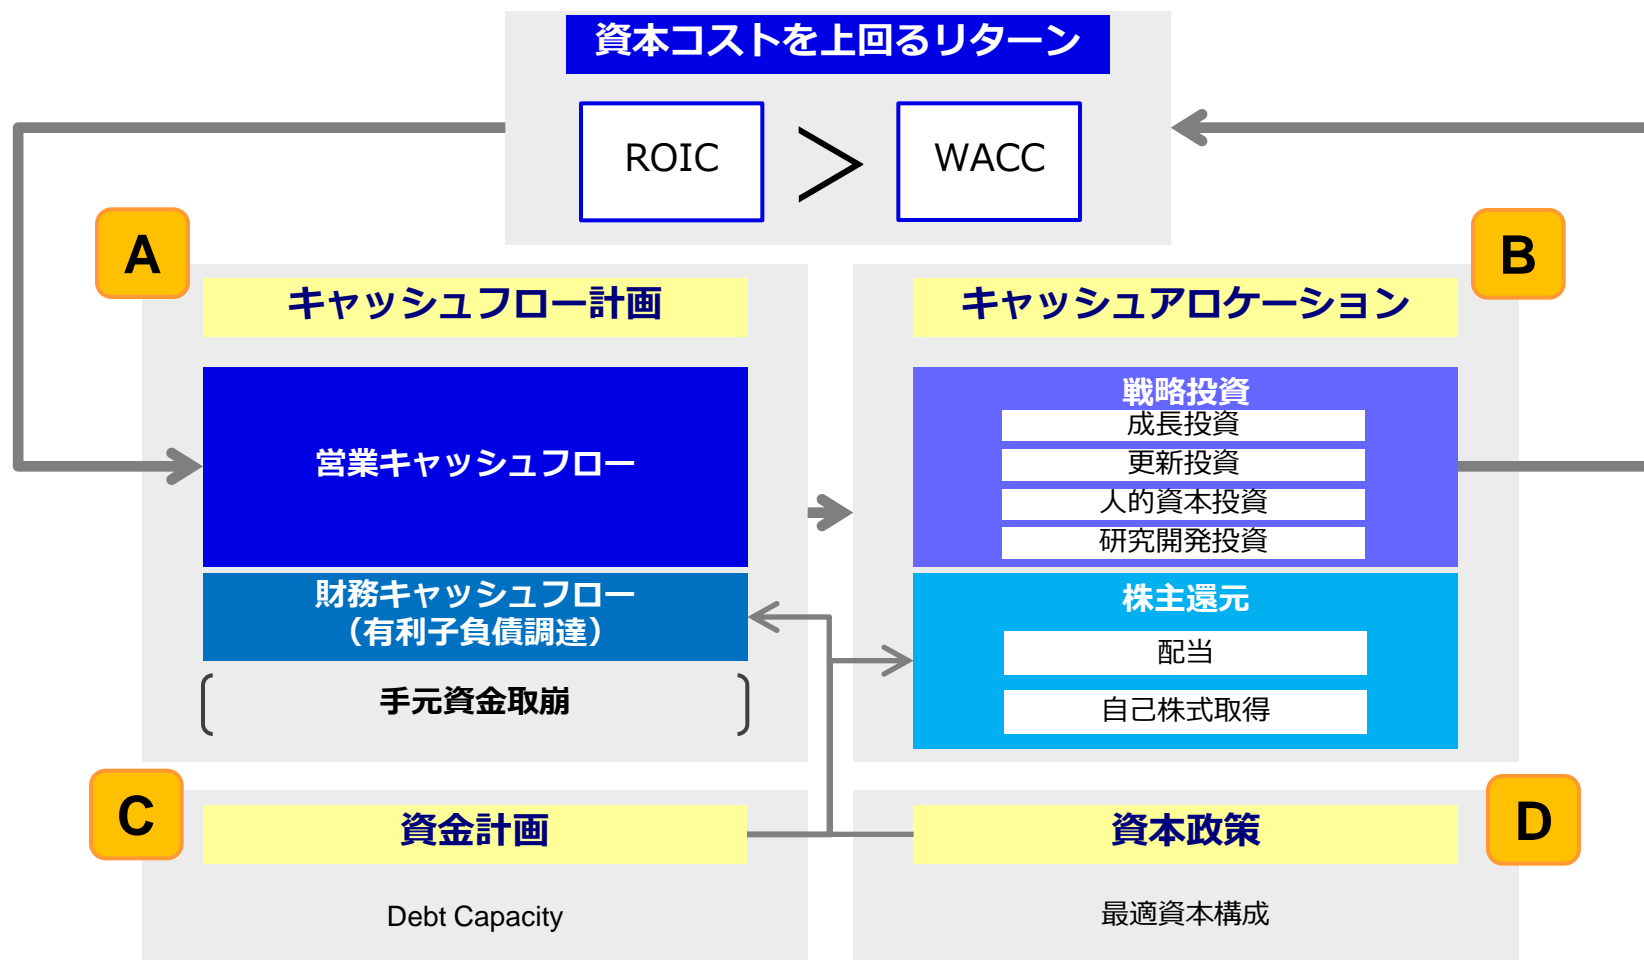 資本コストを上回るリターン
ROIC
>
WACC
A
キャッシュフロー計画
営業キャッシュフロー
財務キャッシュフロー
（有利子負債調達）
手元資金取崩
B
キャッシュアロケーション
戦略投資
成長投資
更新投資
人的資本投資
研究開発投資
株主還元
配当
自己株式取得
C
資金計画
Debt Capacity
D
資本政策
最適資本構成